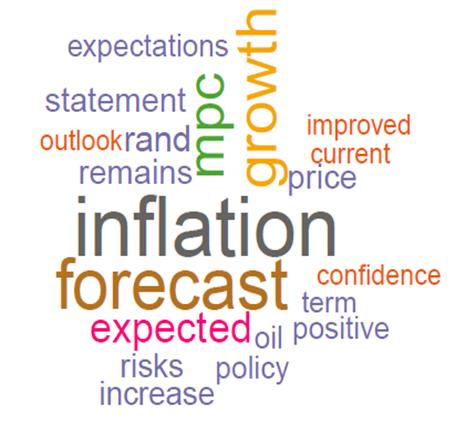 growth
expectations
mpc
statement
improved
outlook rand
current
remains
price
inflation
forecast
confidence
term
expected
oil
positive
risks
policy
increase